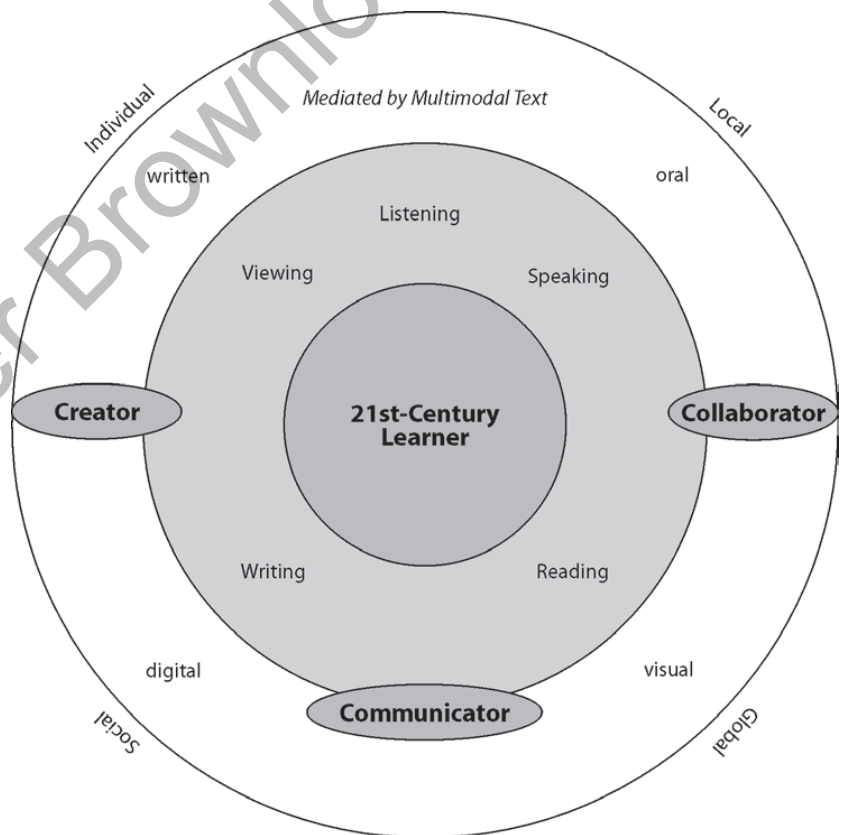 Individual
Mediated by Multimodal Text
Local
written
oral
Listening
Viewing
Speaking
Creator
21st-Century
Learner
Collaborator
Writing
Reading
digital
visual
Communicator
Social
Global